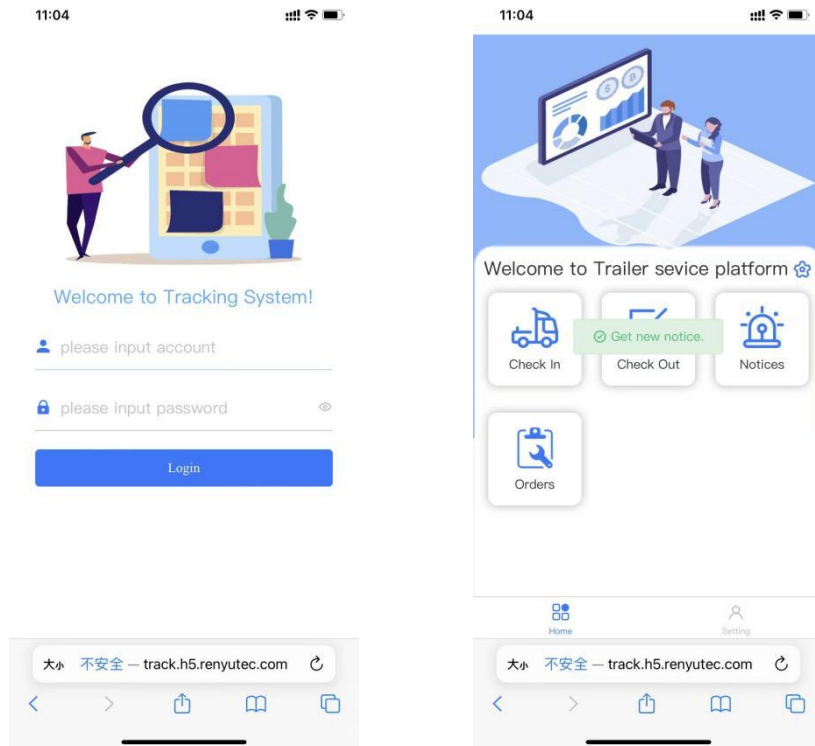 11:04
Welcome to Tracking System!
please input account
please input password
Login
大小 不安全 — track.h5.renyutec.com
11:04
Welcome to Trailer sevice platform
Get new notice.
Check In
Check Out
Notices
Orders
Home
Setting
大小 不安全 — track.h5.renyutec.com